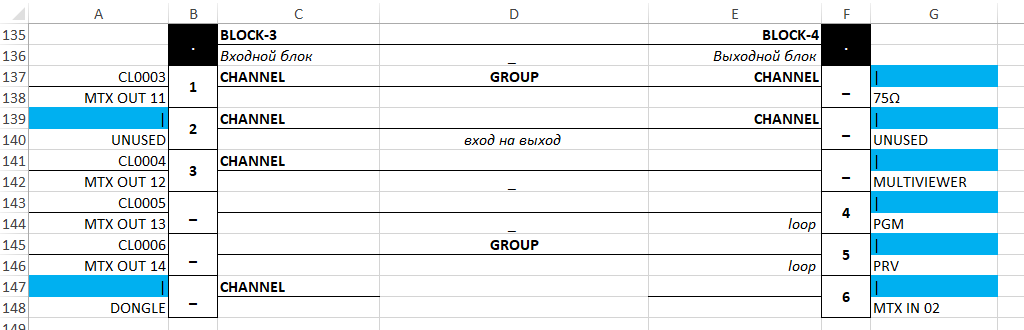 A B C D E F G
135 . BLOCK-3 BLOCK-4 .
136 Входной блок _ Выходной блок
137 CL0003 1 CHANNEL GROUP CHANNEL _ |
138 MTX OUT 11 75Ω
139 | 2 CHANNEL CHANNEL _ |
140 UNUSED вход на выход UNUSED
141 CL0004 3 CHANNEL _ |
142 MTX OUT 12 _ MULTIVIEWER
143 CL0005 _ 4 |
144 MTX OUT 13 _ loop PGM
145 CL0006 _ GROUP 5 |
146 MTX OUT 14 loop PRV
147 | _ CHANNEL 6 |
148 DONGLE MTX IN 02
149